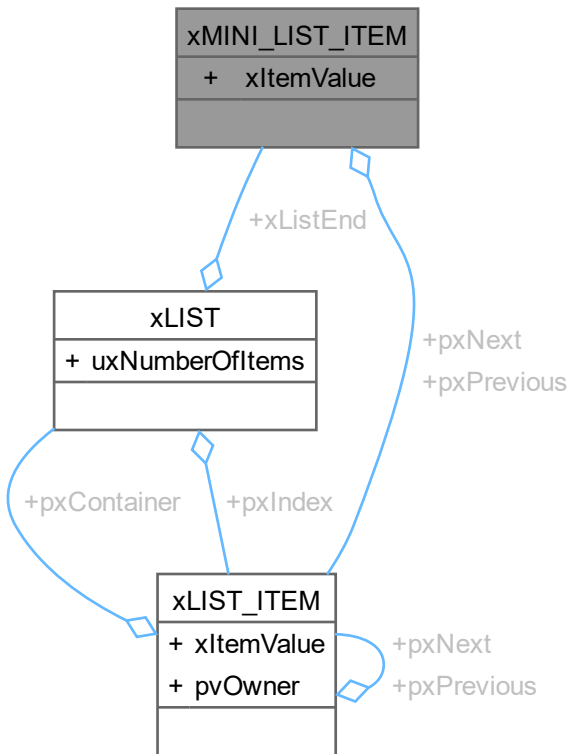 xMINI_LIST_ITEM
+ xItemValue
+xListEnd
xLIST
+ uxNumberOfItems
+pxNext
+pxPrevious
+pxContainer
+pxIndex
xLIST_ITEM
+ xItemValue
+ pvOwner
+pxNext
+pxPrevious